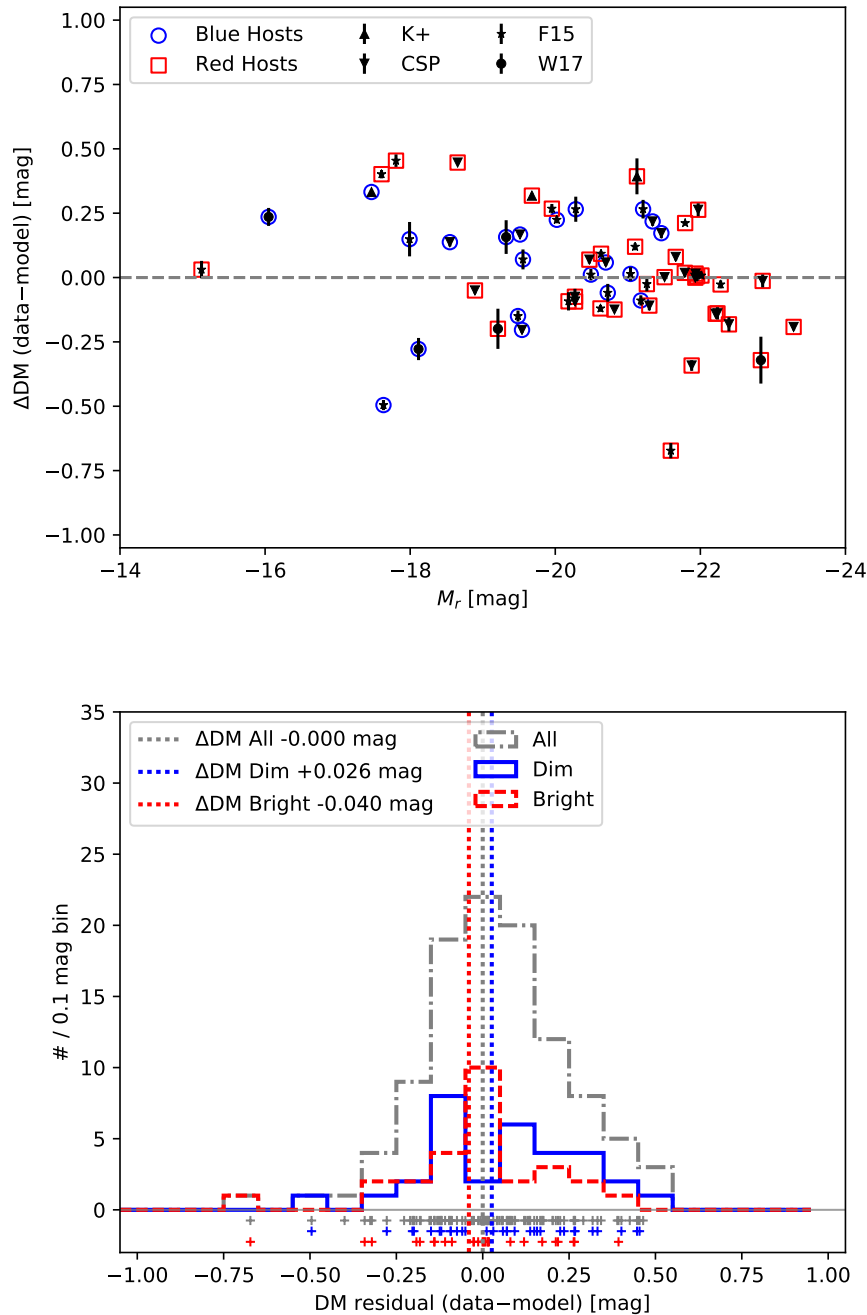 Blue Hosts K+ F15
Red Hosts CSP W17
1.00
0.75
0.50
0.25
0.00
−0.25
−0.50
−0.75
−1.00
ΔDM (data−model) [mag]
−14 −16 −18 −20 −22 −24
M_r [mag]
ΔDM All -0.000 mag All
ΔDM Dim +0.026 mag Dim
ΔDM Bright -0.040 mag Bright
35
30
25
20
15
10
5
0
# / 0.1 mag bin
−1.00 −0.75 −0.50 −0.25 0.00 0.25 0.50 0.75 1.00
DM residual (data−model) [mag]